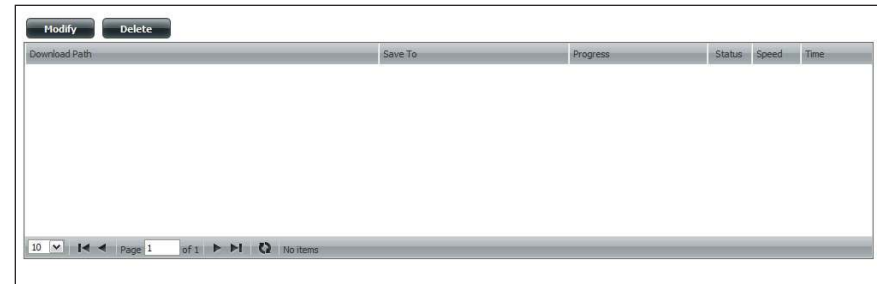 Modify Delete
Download Path Save To Progress Status Speed Time
10 Page 1 of 1 No items